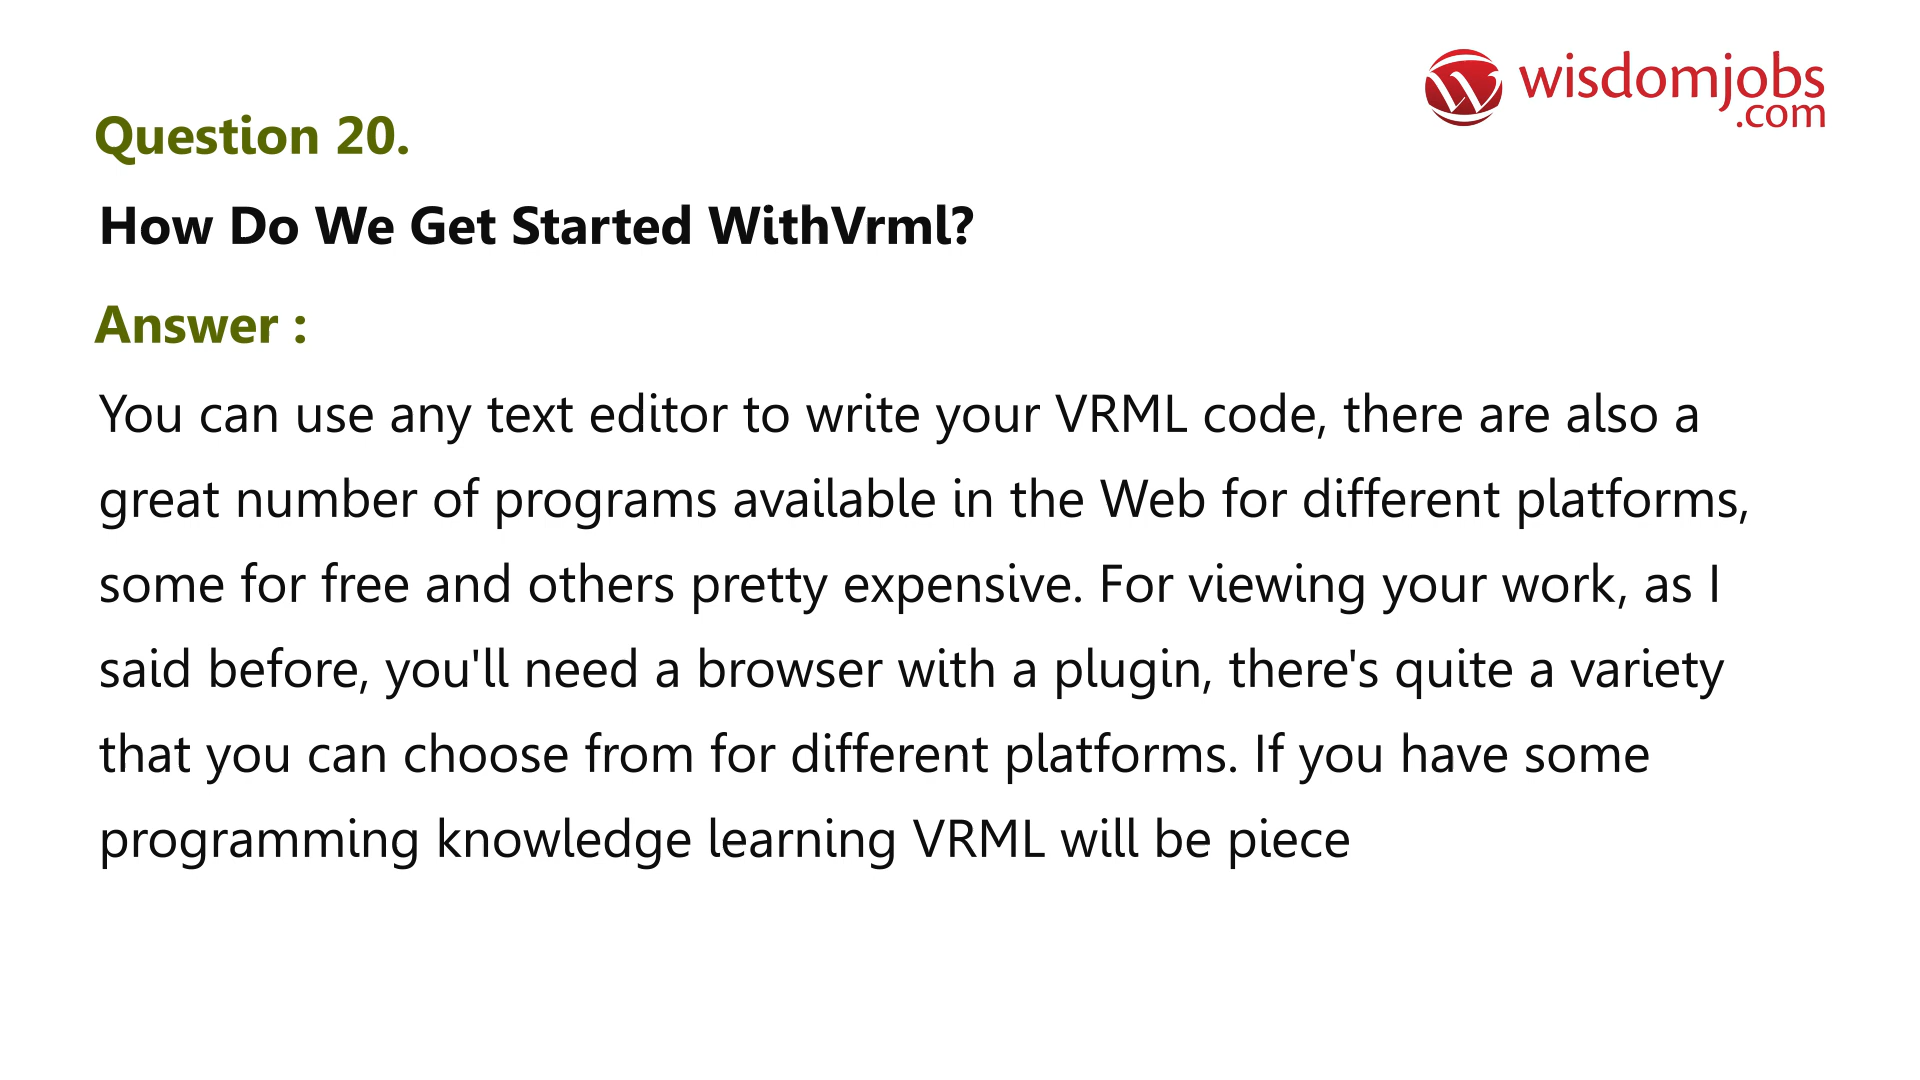 wisdomjobs
.com
Question 20.
How Do We Get Started WithVrml?
Answer :
You can use any text editor to write your VRML code, there are also a
great number of programs available in the Web for different platforms,
some for free and others pretty expensive. For viewing your work, as I
said before, you'll need a browser with a plugin, there's quite a variety
that you can choose from for different platforms. If you have some
programming knowledge learning VRML will be piece